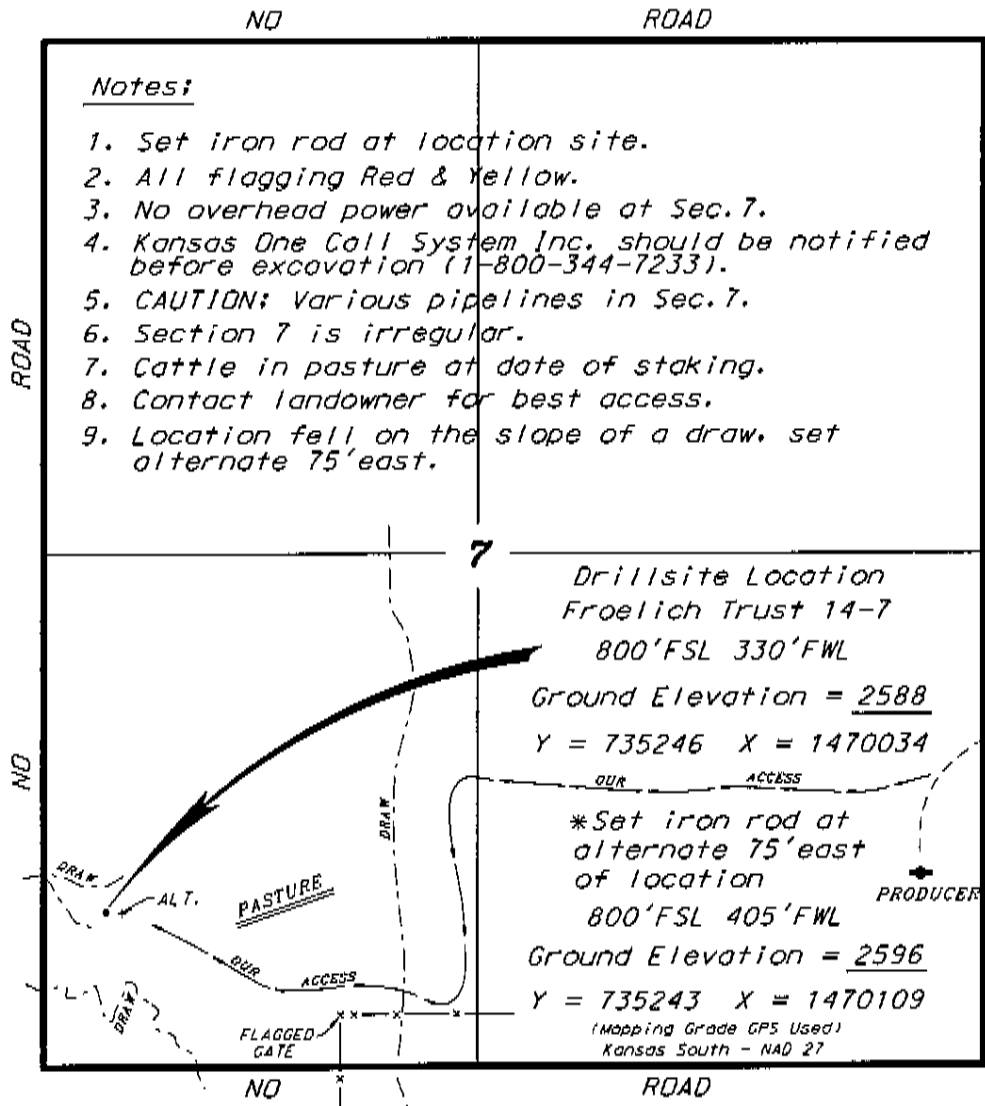 NO ROAD
Notes:
1. Set iron rod at location site.
2. All flagging Red & Yellow.
3. No overhead power available at Sec. 7.
4. Kansas One Call System Inc. should be notified
before excavation (1-800-344-7233).
5. CAUTION: Various pipelines in Sec. 7.
6. Section 7 is irregular.
7. Cattle in pasture at date of staking.
8. Contact landowner for best access.
9. Location fell on the slope of a draw. set
alternate 75'east.
ROAD
NO
7
Drillsite Location
Froelich Trust 14-7
800'FSL 330'FWL
Ground Elevation = 2588
Y = 735246 X = 1470034
OUR ACCESS
*Set iron rod at
alternate 75'east
of location
800'FSL 405'FWL
Ground Elevation = 2596
Y = 735243 X = 1470109
(Mapping Grade GPS Used)
Kansas South - NAD 27
PRODUCER
DRAW
DRAW
ALT.
PASTURE
OUR ACCESS
DRAW
FLAGGED
GATE
NO ROAD